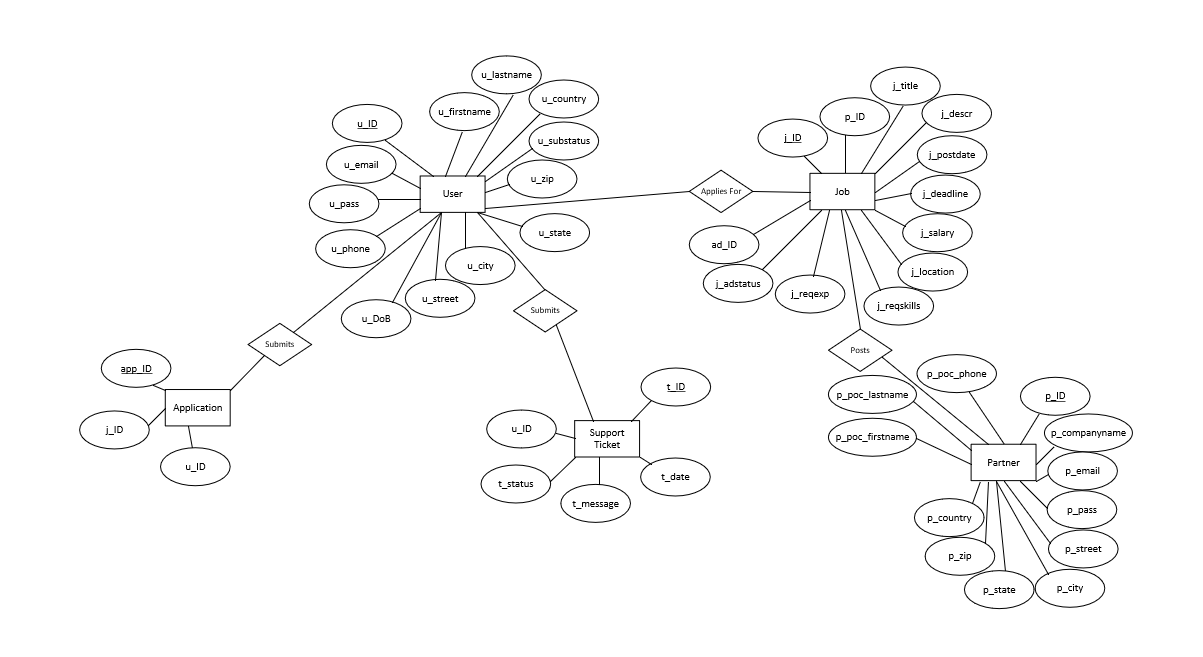 u_lastname
u_country
u_firstname
u_ID
u_substatus
u_email
u_zip
User
u_pass
u_state
u_phone
u_city
u_street
u_DoB
Applies For
j_title
j_descr
p_ID
j_ID
j_postdate
Job
j_deadline
j_salary
ad_ID
j_location
j_adstatus
j_reqexp
j_reqskills
Submits
Submits
Posts
app_ID
Application
j_ID
u_ID
t_ID
u_ID
Support
Ticket
t_status
t_date
t_message
p_poc_phone
p_poc_lastname
p_ID
p_poc_firstname
p_companyname
Partner
p_email
p_pass
p_country
p_street
p_zip
p_state
p_city